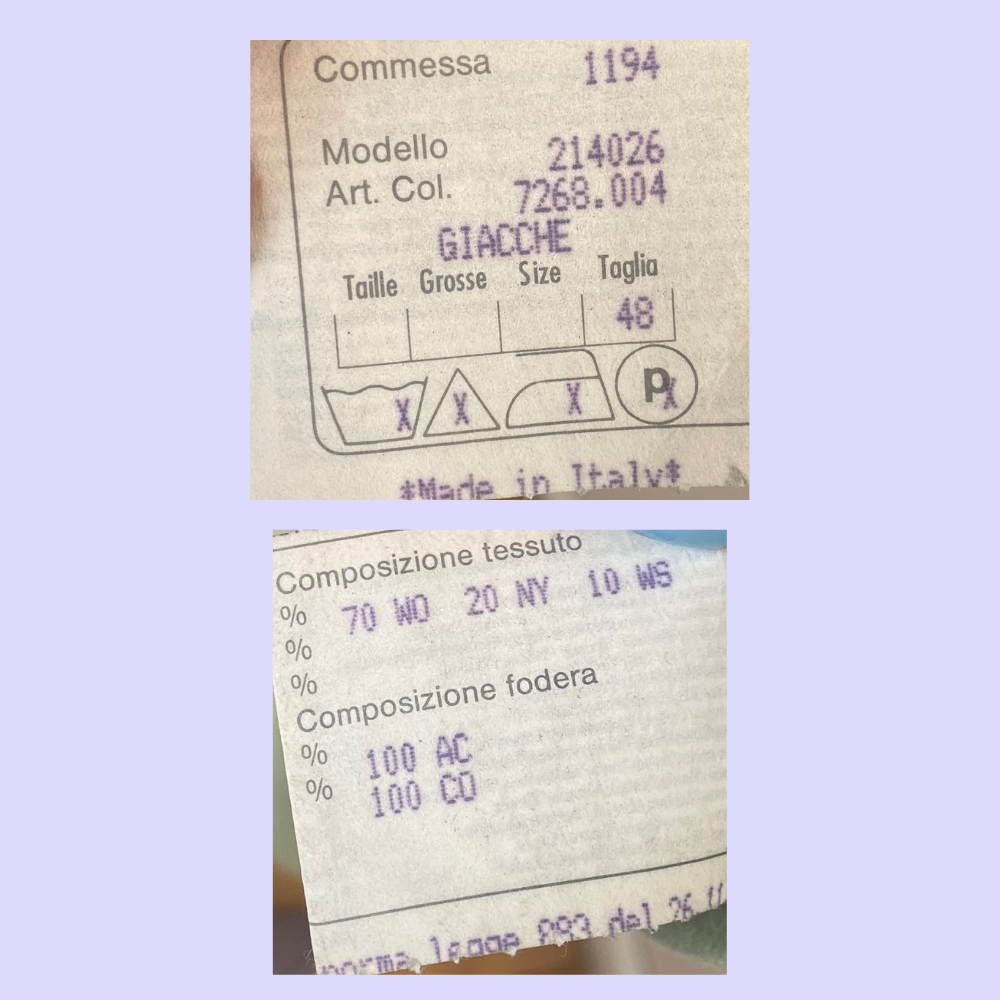 Commessa 1194
Modello 214026
Art. Col. 7268.004
GIACCHE
Taille Grosse Size Taglia
48
X X X P X
*Made in Italy*
Composizione tessuto
% 70 WO 20 NY 10 WS
%
%
Composizione fodera
% 100 AC
% 100 CO
norma legge 883 del 26